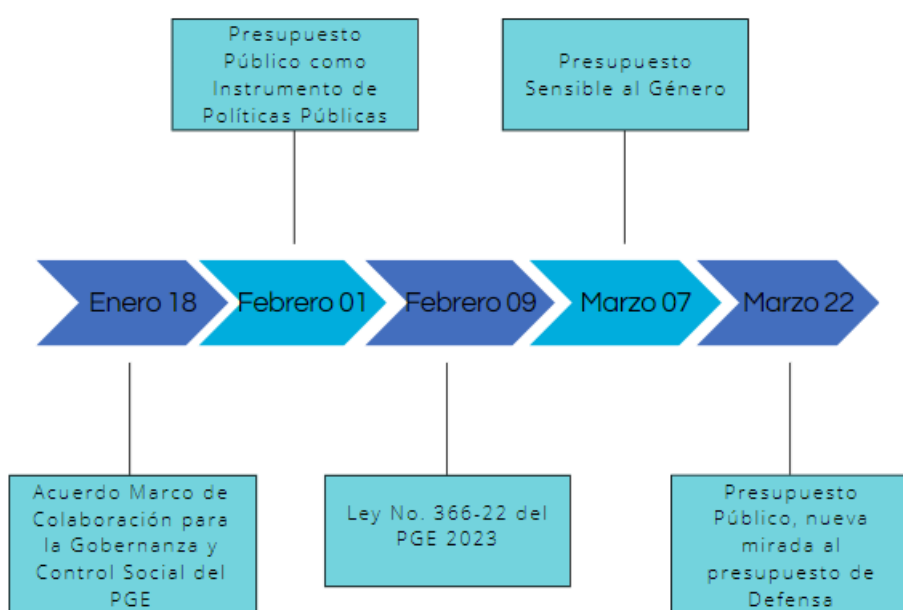 Presupuesto
Público como
Instrumento de
Políticas Públicas
Presupuesto
Sensible al Género
Enero 18
Febrero 01
Febrero 09
Marzo 07
Marzo 22
Acuerdo Marco de
Colaboración para
la Gobernanza y
Control Social del
PGE
Ley No. 366-22 del
PGE 2023
Presupuesto
Público, nueva
mirada al
presupuesto de
Defensa